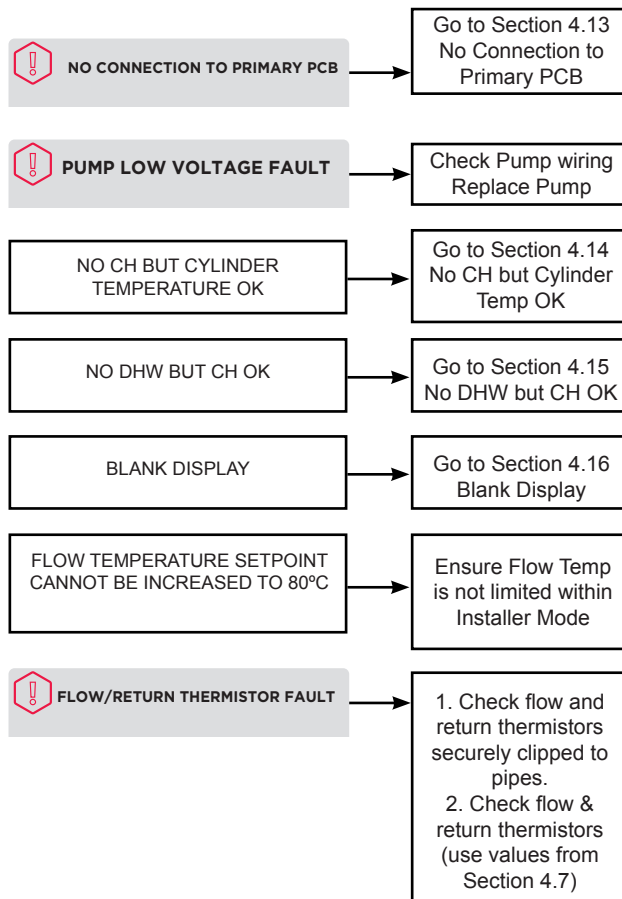 NO CONNECTION TO PRIMARY PCB
Go to Section 4.13
No Connection to
Primary PCB
PUMP LOW VOLTAGE FAULT
Check Pump wiring
Replace Pump
NO CH BUT CYLINDER
TEMPERATURE OK
Go to Section 4.14
No CH but Cylinder
Temp OK
NO DHW BUT CH OK
Go to Section 4.15
No DHW but CH OK
BLANK DISPLAY
Go to Section 4.16
Blank Display
FLOW TEMPERATURE SETPOINT
CANNOT BE INCREASED TO 80ºC
Ensure Flow Temp
is not limited within
Installer Mode
FLOW/RETURN THERMISTOR FAULT
1. Check flow and
return thermistors
securely clipped to
pipes.
2. Check flow &
return thermistors
(use values from
Section 4.7)